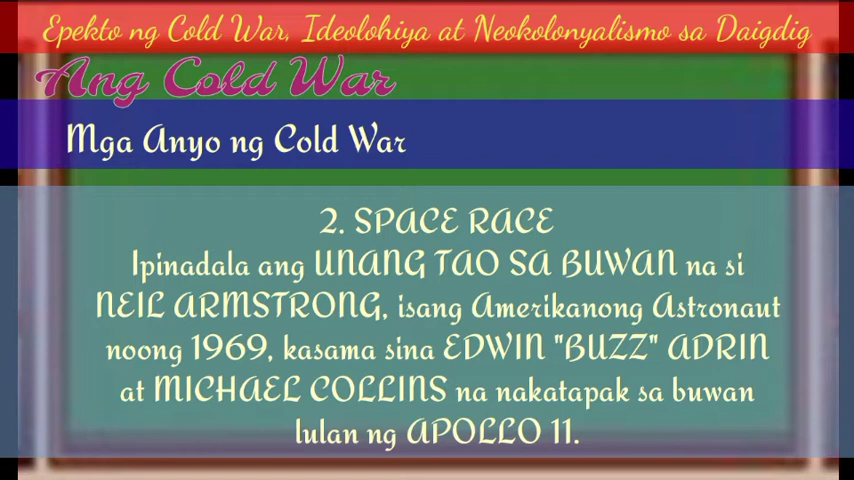 Epekto ng Cold War, Ideolohiya at Neokolonyalismo sa Daigdig
Ang Cold War
Mga Anyo ng Cold War
2. SPACE RACE
Ipinadala ang UNANG TAO SA BUWAN na si
NEIL ARMSTRONG, isang Amerikanong Astronaut
noong 1969, kasama sina EDWIN "BUZZ" ADRIN
at MICHAEL COLLINS na nakatapak sa buwan
lulan ng APOLLO 11.